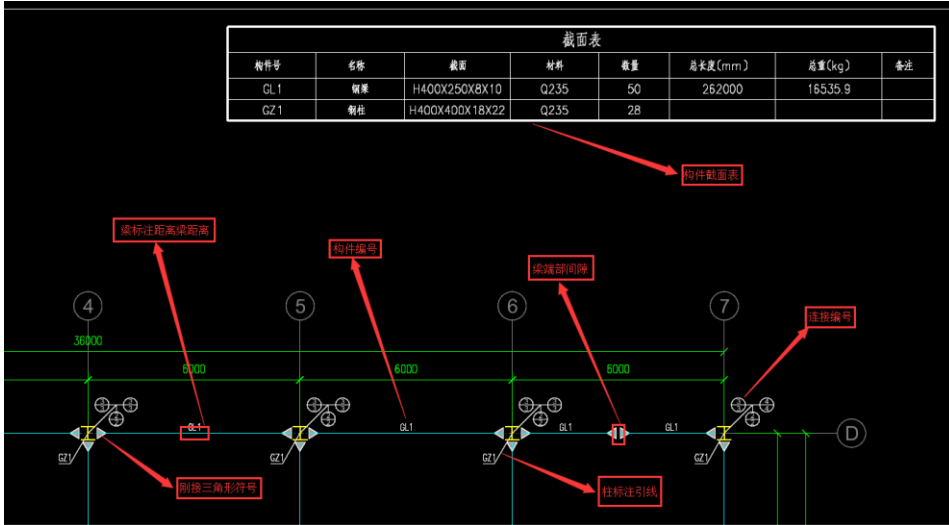 截面表
构件号 名称 截面 材料 数量 总长度(mm) 总重(kg) 备注
GL1 钢梁 H400X250X8X10 Q235 50 262000 16535.9
GZ1 钢柱 H400X400X18X22 Q235 28
构件截面表
梁标注距离梁距离
构件编号
梁端部间隙
4 5 6 7
连接编号
36000
6000 6000 6000
GL1 GL1 GL1 GL1
D
GZ1 GZ1 GZ1 GZ1
刚接三角形符号
柱标注引线